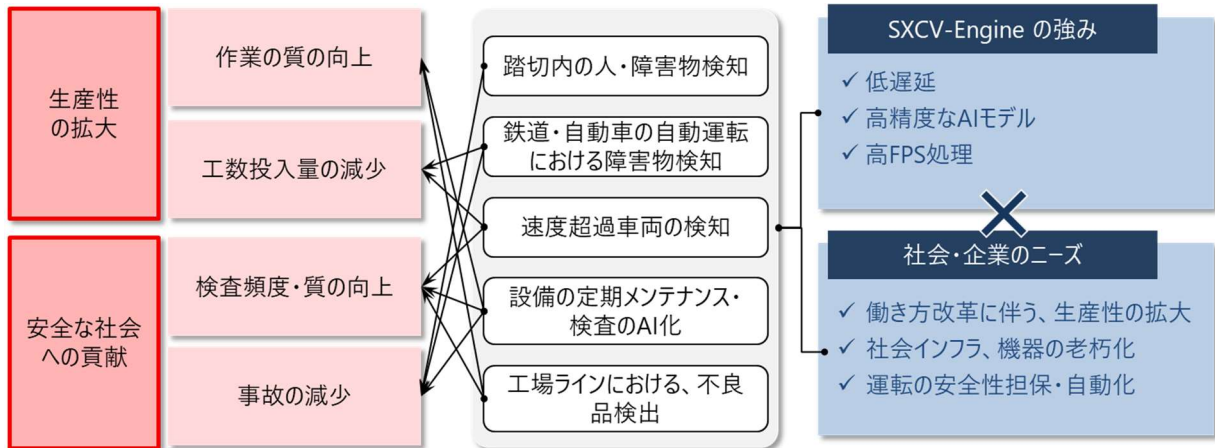 生産性
の拡大
作業の質の向上
工数投入量の減少
安全な社会
への貢献
検査頻度・質の向上
事故の減少
踏切内の人・障害物検知
鉄道・自動車の自動運転
における障害物検知
速度超過車両の検知
設備の定期メンテナンス・
検査のAI化
工場ラインにおける、不良
品検出
SXCV-Engine の強み
✓ 低遅延
✓ 高精度なAIモデル
✓ 高FPS処理
社会・企業のニーズ
✓ 働き方改革に伴う、生産性の拡大
✓ 社会インフラ、機器の老朽化
✓ 運転の安全性担保・自動化